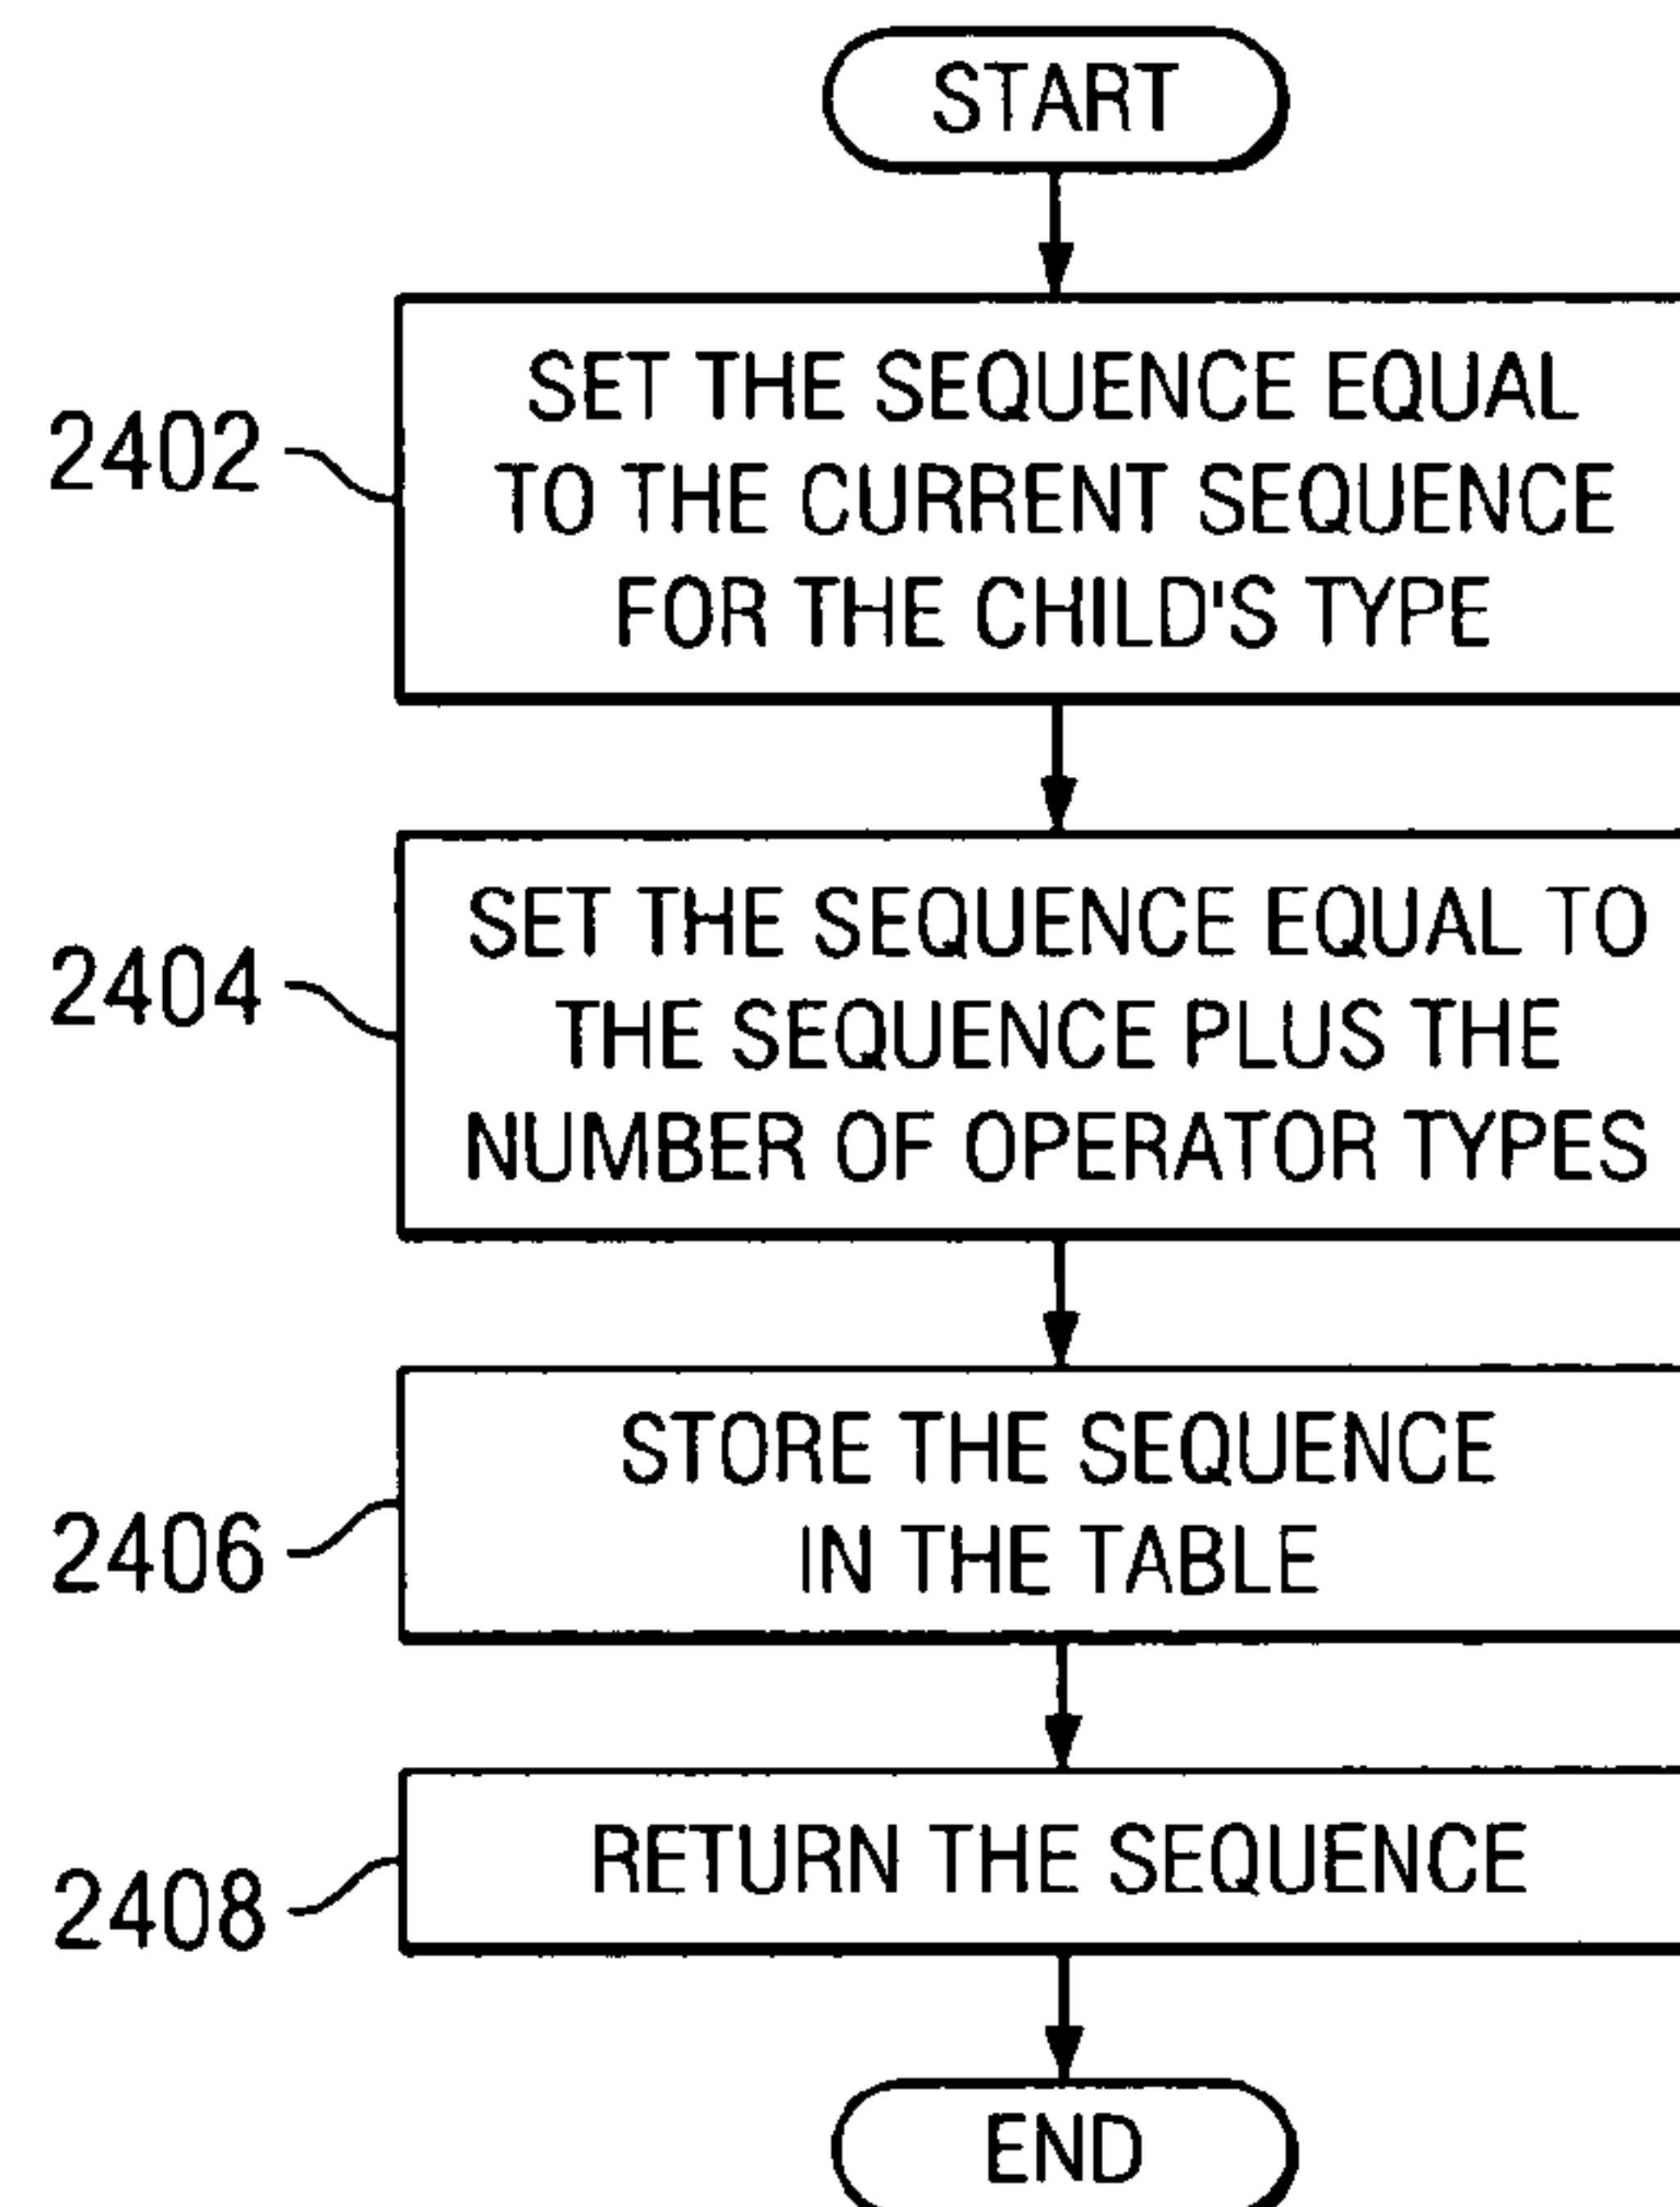 START
2402
SET THE SEQUENCE EQUAL
TO THE CURRENT SEQUENCE
FOR THE CHILD'S TYPE
2404
SET THE SEQUENCE EQUAL TO
THE SEQUENCE PLUS THE
NUMBER OF OPERATOR TYPES
2406
STORE THE SEQUENCE
IN THE TABLE
2408
RETURN THE SEQUENCE
END